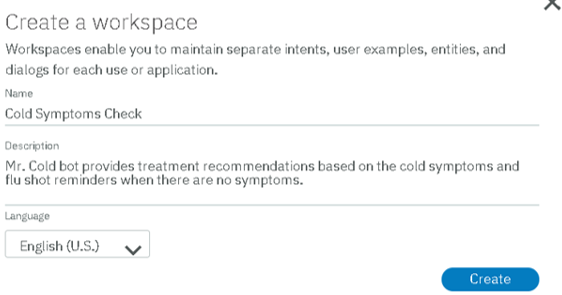 Create a workspace
Workspaces enable you to maintain separate intents, user examples, entities, and
dialogs for each use or application.
Name
Cold Symptoms Check
Description
Mr. Cold bot provides treatment recommendations based on the cold symptoms and
flu shot reminders when there are no symptoms.
Language
English (U.S.)
Create